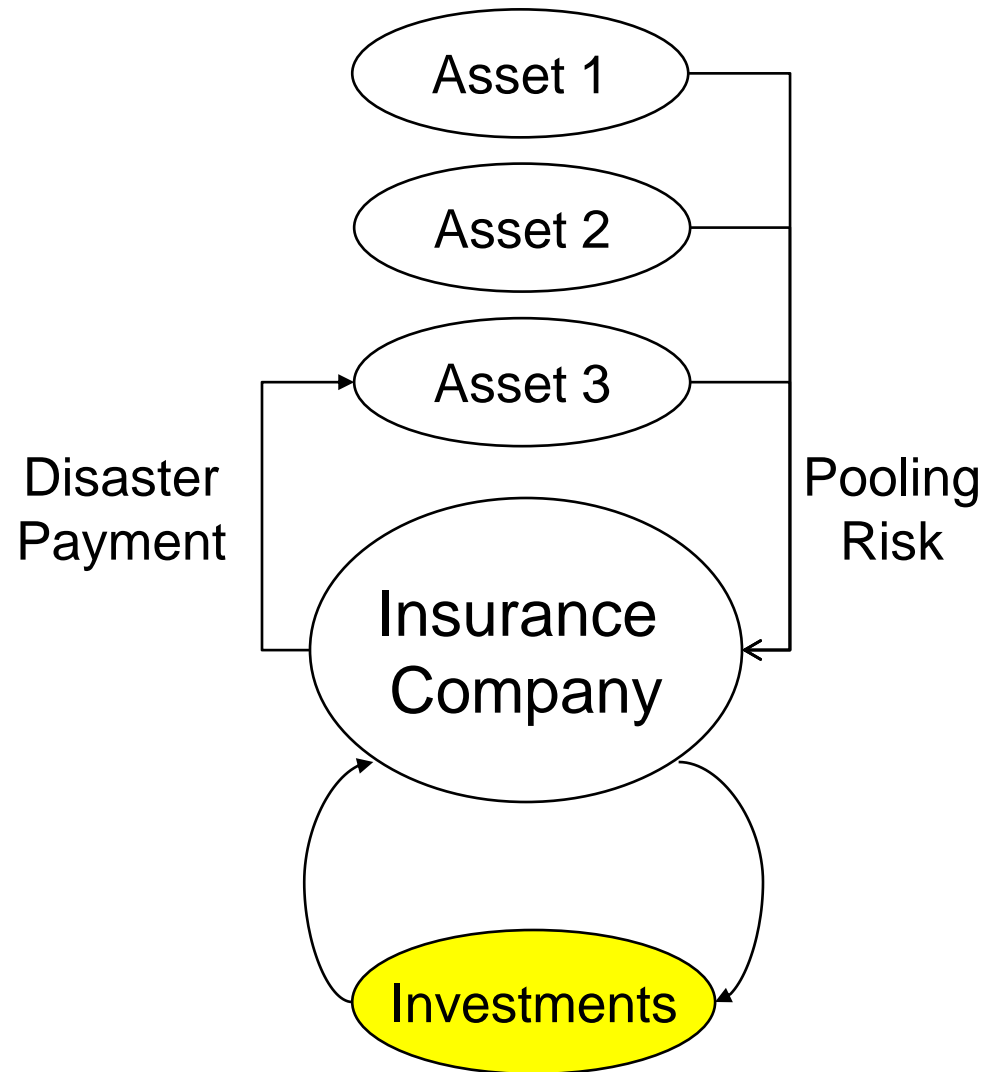 Asset 1
Asset 2
Asset 3
Disaster
Payment
Pooling
Risk
Insurance
Company
Investments